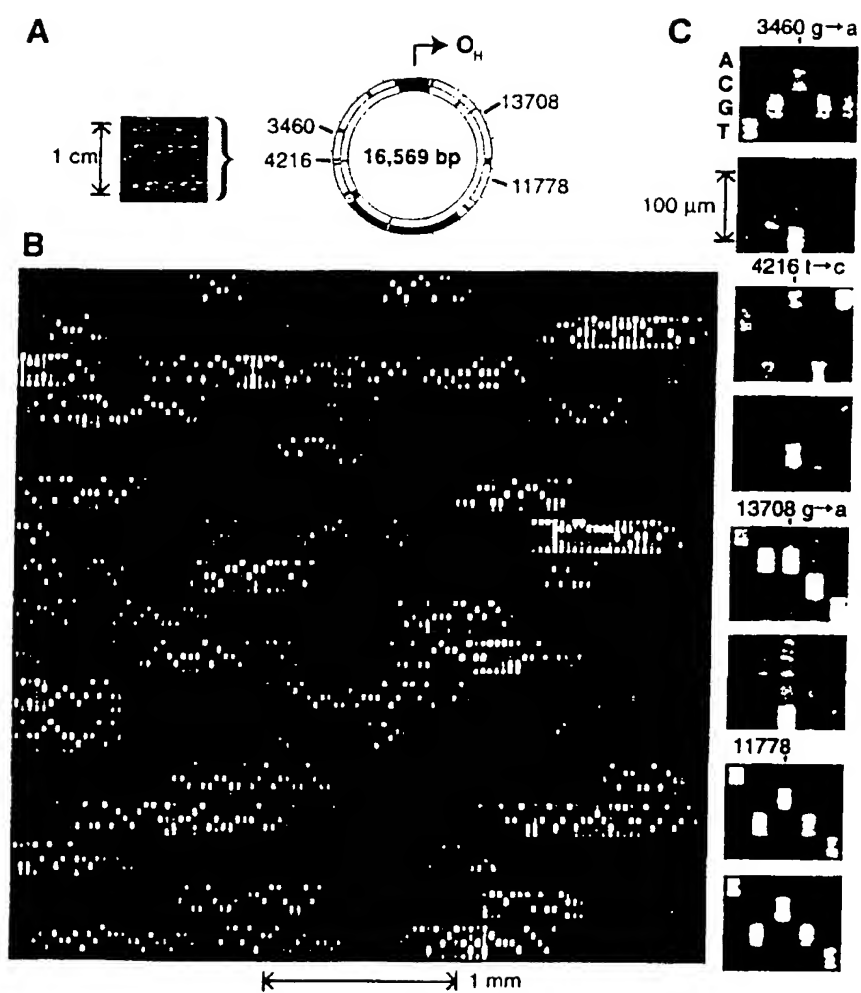 A
O_H
13708
3460
4216
16,569 bp
11778
1 cm
B
1 mm
C
3460 g→a
A
C
G
T
100 μm
4216 t→c
13708 g→a
11778